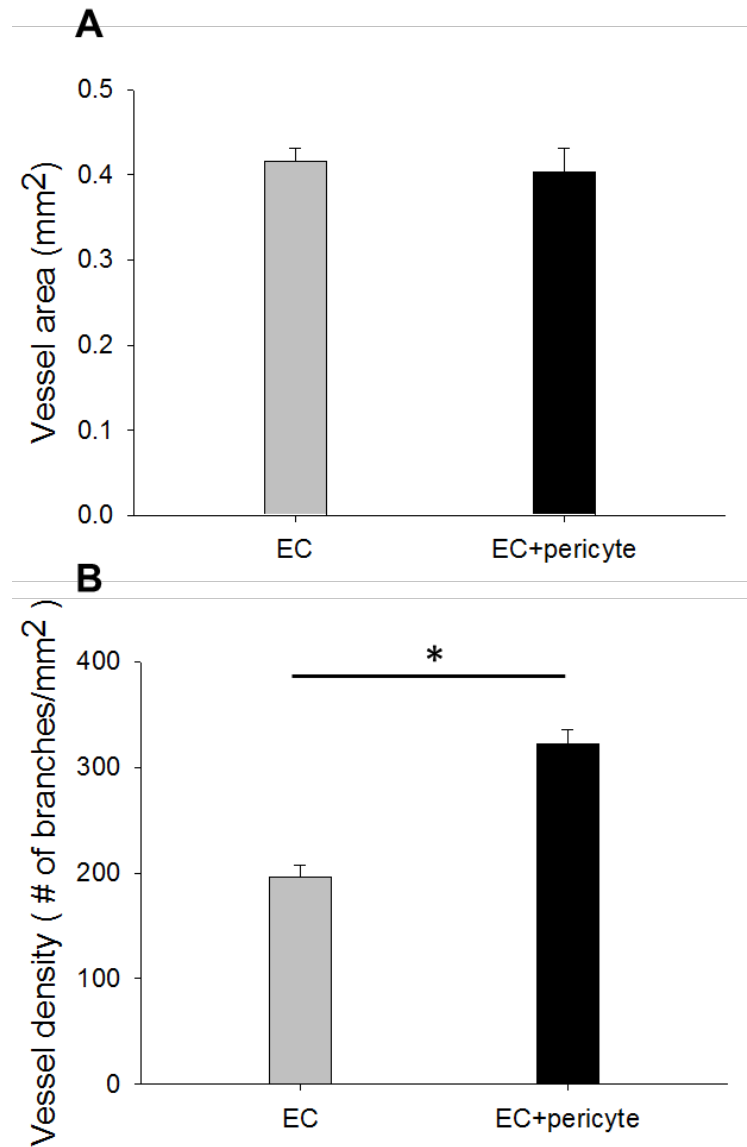 A
0.5
0.4
0.3
0.2
0.1
0.0
Vessel area (mm2)
EC EC+pericyte
B
400
300
200
100
0
Vessel density ( # of branches/mm2 )
*
EC EC+pericyte